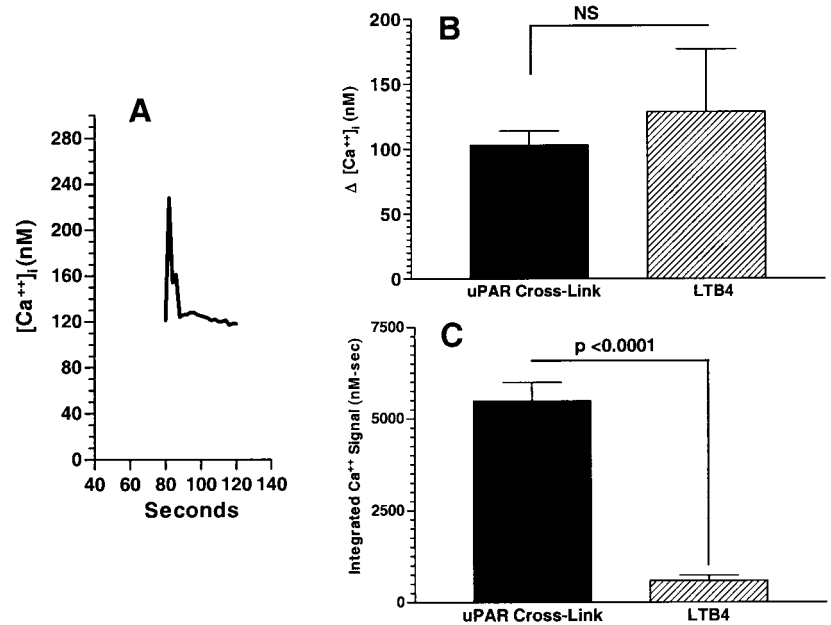 A
[Ca⁺⁺]ᵢ (nM)
280
240
200
160
120
80
40
0
40 60 80 100 120 140
Seconds
B
Δ [Ca⁺⁺]ᵢ (nM)
200
150
100
50
0
NS
uPAR Cross-Link LTB4
C
Integrated Ca⁺⁺ Signal (nM-sec)
7500
5000
2500
0
p <0.0001
uPAR Cross-Link LTB4